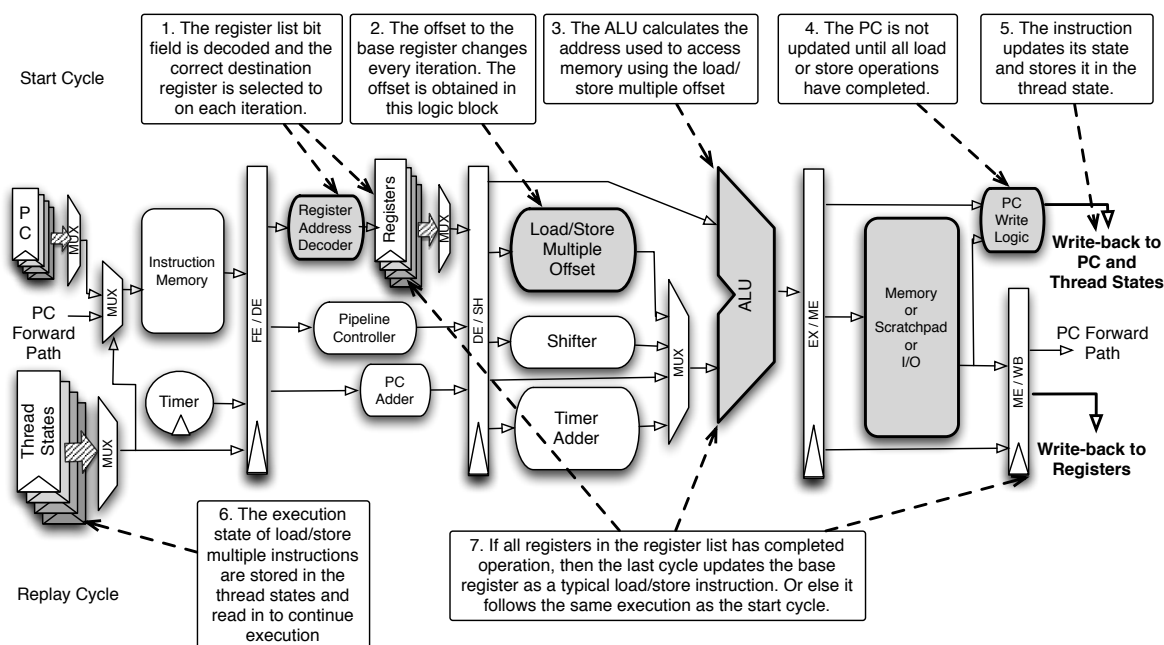 1. The register list bit
field is decoded and the
correct destination
register is selected to
on each iteration.
2. The offset to the
base register changes
every iteration. The
offset is obtained in
this logic block
3. The ALU calculates the
address used to access
memory using the load/
store multiple offset
4. The PC is not
updated until all load
or store operations
have completed.
5. The instruction
updates its state
and stores it in the
thread state.
Start Cycle
PC
MUX
MUX
PC
Forward
Path
Instruction
Memory
Thread
States
MUX
Timer
FE / DE
Register
Address
Decoder
Registers
MUX
Pipeline
Controller
PC
Adder
DE / SH
Load/Store
Multiple
Offset
Shifter
Timer
Adder
MUX
ALU
EX / ME
Memory
or
Scratchpad
or
I/O
PC
Write
Logic
Write-back to
PC and
Thread States
ME / WB
PC Forward
Path
Write-back to
Registers
Replay Cycle
6. The execution
state of load/store
multiple instructions
are stored in the
thread states and
read in to continue
execution
7. If all registers in the register list has completed
operation, then the last cycle updates the base
register as a typical load/store instruction. Or else it
follows the same execution as the start cycle.